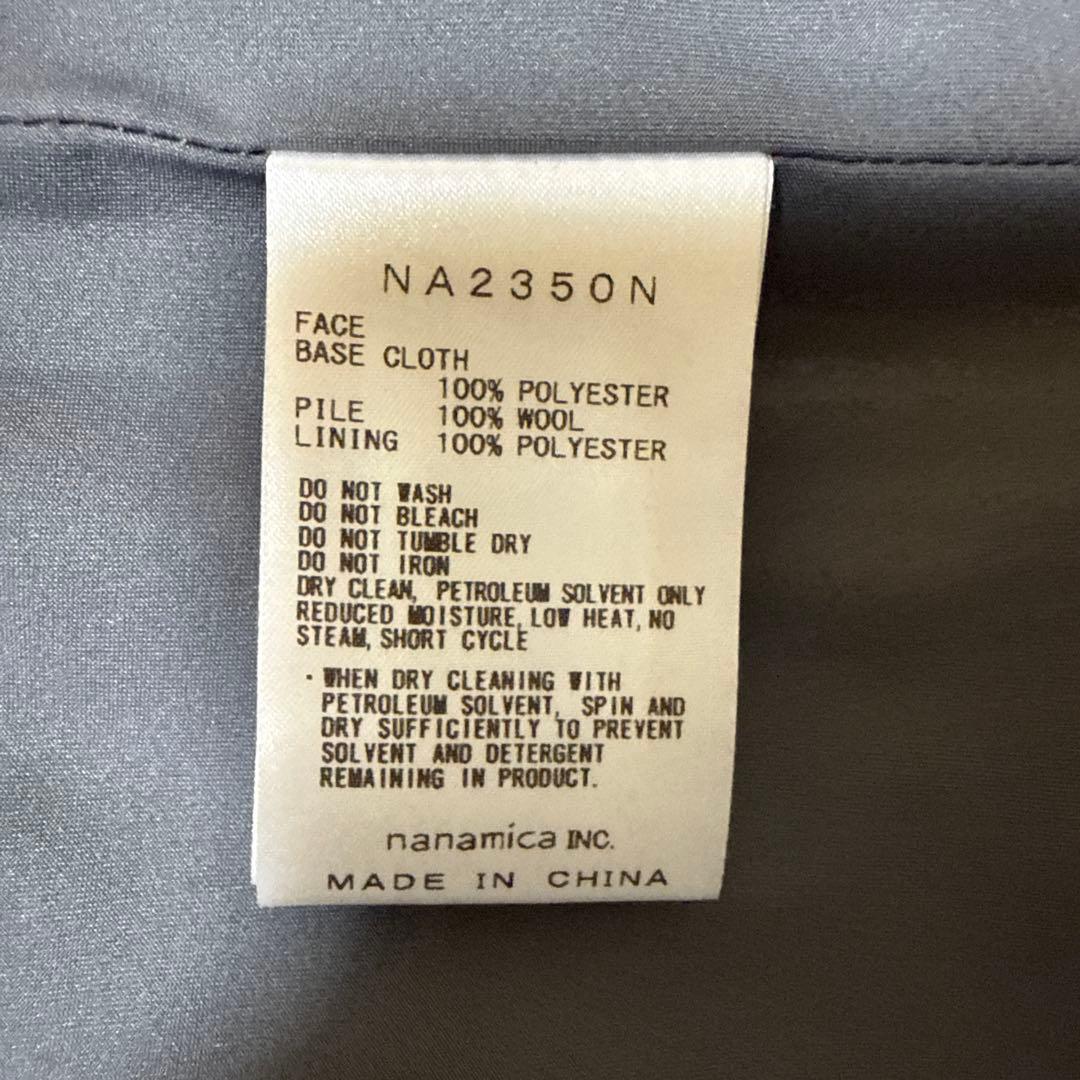 NA2350N
FACE
BASE CLOTH
100% POLYESTER
PILE 100% WOOL
LINING 100% POLYESTER
DO NOT WASH
DO NOT BLEACH
DO NOT TUMBLE DRY
DO NOT IRON
DRY CLEAN, PETROLEUM SOLVENT ONLY
REDUCED MOISTURE, LOW HEAT, NO
STEAM, SHORT CYCLE
· WHEN DRY CLEANING WITH
PETROLEUM SOLVENT, SPIN AND
DRY SUFFICIENTLY TO PREVENT
SOLVENT AND DETERGENT
REMAINING IN PRODUCT.
nanamica INC.
MADE IN CHINA